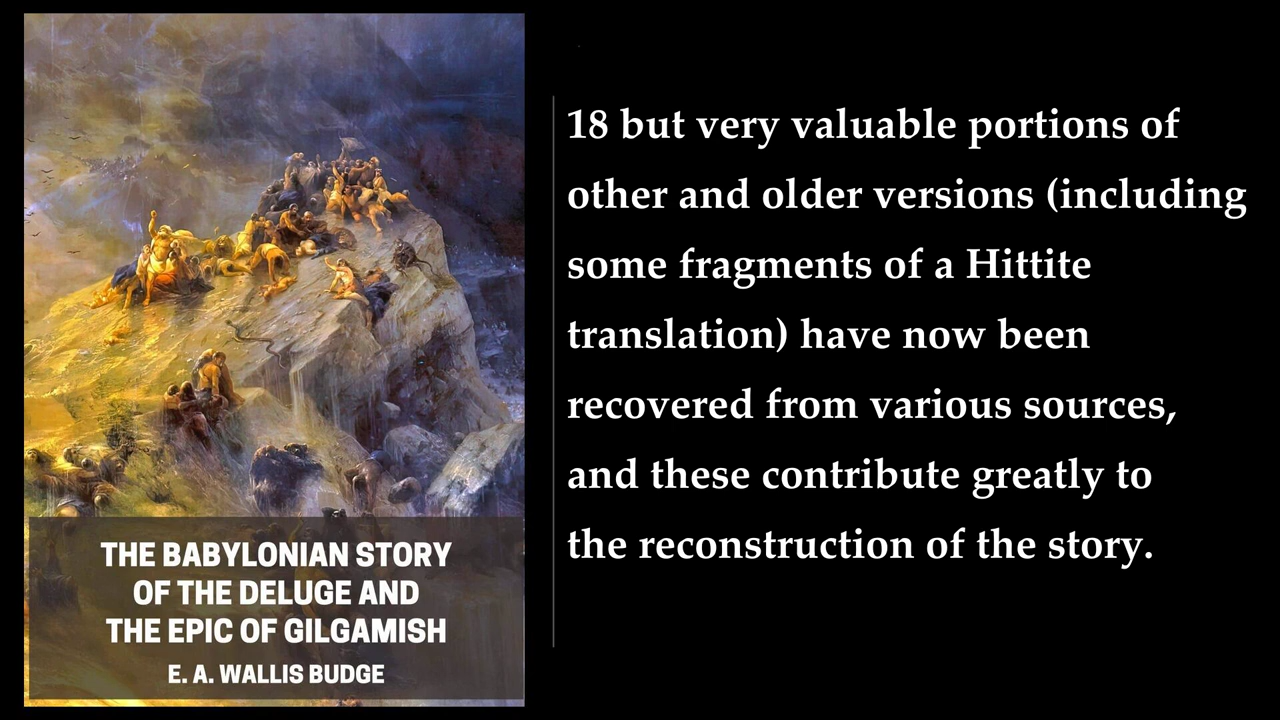 18 but very valuable portions of
other and older versions (including
some fragments of a Hittite
translation) have now been
recovered from various sources,
and these contribute greatly to
the reconstruction of the story.
THE BABYLONIAN STORY
OF THE DELUGE AND
THE EPIC OF GILGAMISH
E. A. WALLIS BUDGE